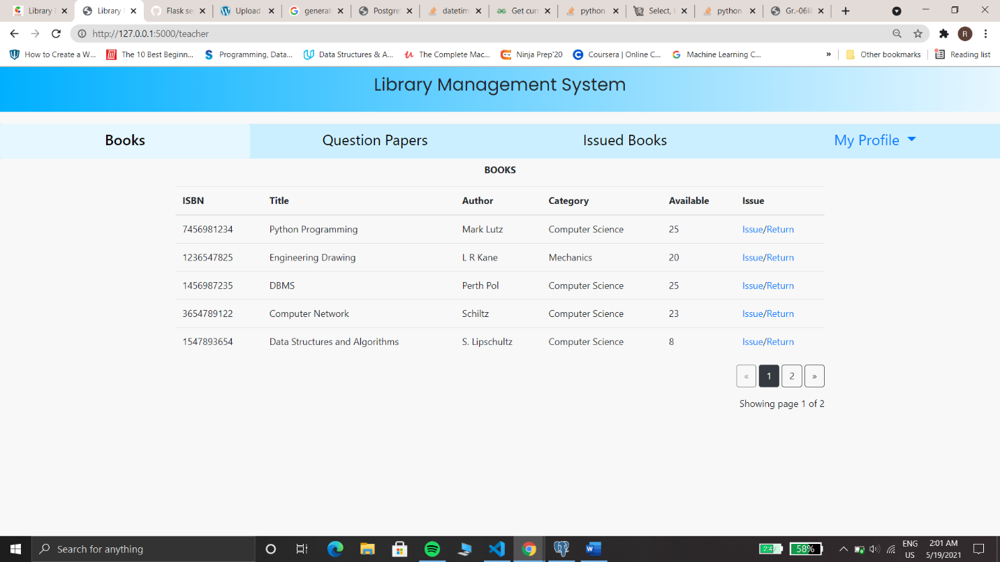 Library Library Flask se Upload generat Postgre datetim Get curr python Select, python Gr.-06lib
http://127.0.0.1:5000/teacher R
How to Create a W... The 10 Best Beginn... Programming, Data... Data Structures & A... The Complete Mac... Ninja Prep'20 Coursera | Online C... Machine Learning C... » Other bookmarks Reading list
Library Management System
Books Question Papers Issued Books My Profile
BOOKS
ISBN Title Author Category Available Issue
7456981234 Python Programming Mark Lutz Computer Science 25 Issue/Return
1236547825 Engineering Drawing L R Kane Mechanics 20 Issue/Return
1456987235 DBMS Perth Pol Computer Science 25 Issue/Return
3654789122 Computer Network Schiltz Computer Science 23 Issue/Return
1547893654 Data Structures and Algorithms S. Lipschultz Computer Science 8 Issue/Return
« 1 2 »
Showing page 1 of 2
Search for anything 2:47 58% ENG 2:01 AM
US 5/19/2021